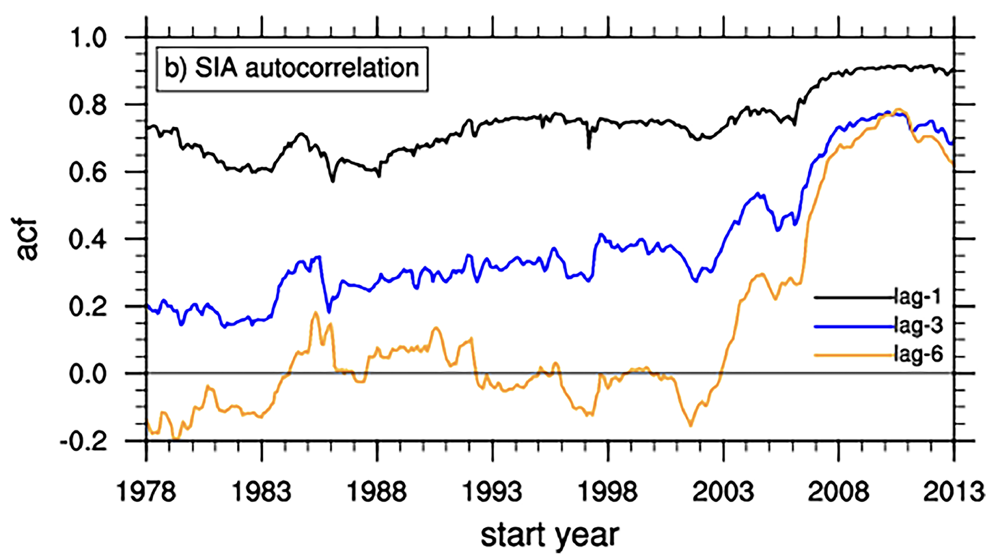 b) SIA autocorrelation
acf
1.0
0.8
0.6
0.4
0.2
0.0
-0.2
lag-1
lag-3
lag-6
1978 1983 1988 1993 1998 2003 2008 2013
start year